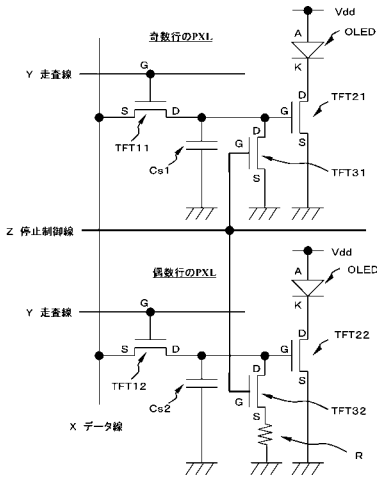 Vdd
奇数行のPXL
A
OLED
K
Y 走査線
G
D
TFT21
S
D
G
S
TFT11
D
Cs1
S
TFT31
Z 停止制御線
Vdd
偶数行のPXL
A
OLED
K
Y 走査線
G
D
TFT22
S
D
G
S
TFT12
D
Cs2
G
S
TFT32
X データ線
R